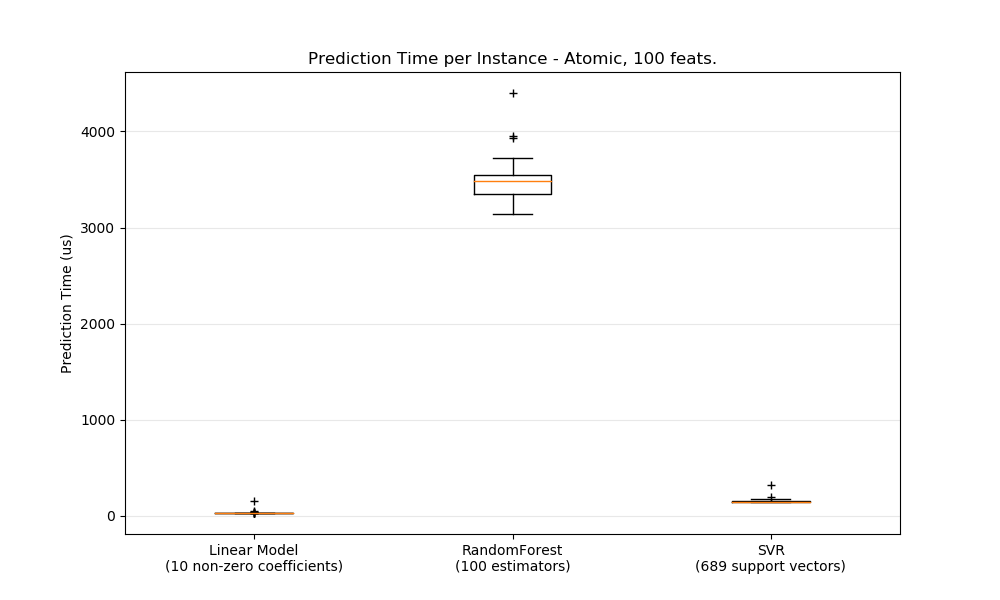 Prediction Time per Instance - Atomic, 100 feats.
Prediction Time (us)
4000
3000
2000
1000
0
Linear Model
(10 non-zero coefficients)
RandomForest
(100 estimators)
SVR
(689 support vectors)